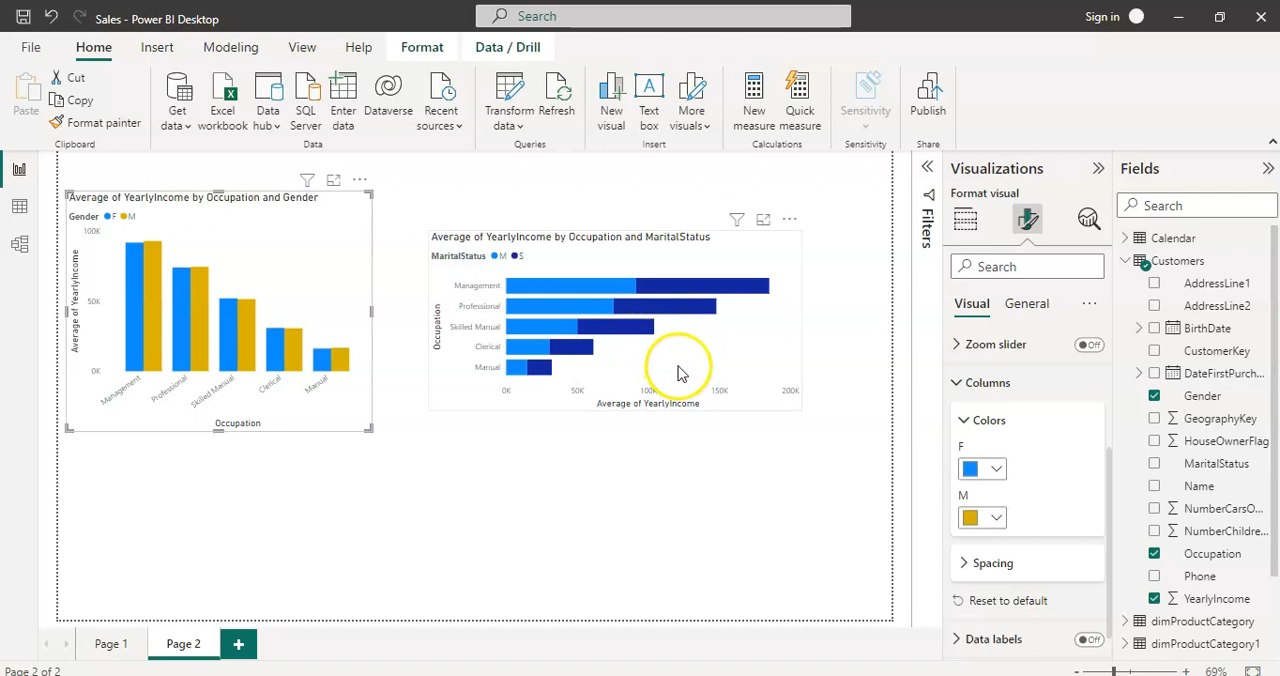 Sales - Power BI Desktop
Search
Sign in
File
Home
Insert
Modeling
View
Help
Format
Data / Drill
Paste
Cut
Copy
Format painter
Clipboard
Get data
Excel workbook
Data hub
SQL Server
Enter data
Dataverse
Recent sources
Data
Transform data
Refresh
Queries
New visual
Text box
More visuals
Insert
New measure
Quick measure
Calculations
Sensitivity
Sensitivity
Publish
Share
Average of YearlyIncome by Occupation and Gender
Gender F M
100K
50K
0K
Average of YearlyIncome
Management
Professional
Skilled Manual
Clerical
Manual
Occupation
Average of YearlyIncome by Occupation and MaritalStatus
MaritalStatus M S
Occupation
Management
Professional
Skilled Manual
Clerical
Manual
0K 50K 100K 150K 200K
Average of YearlyIncome
Filters
Visualizations
Format visual
Search
Visual
General
Zoom slider
Off
Columns
Colors
F
M
Spacing
Reset to default
Data labels
Off
Fields
Search
Calendar
Customers
AddressLine1
AddressLine2
BirthDate
CustomerKey
DateFirstPurch...
Gender
GeographyKey
HouseOwnerFlag
MaritalStatus
Name
NumberCarsO...
NumberChildre...
Occupation
Phone
YearlyIncome
dimProductCategory
dimProductCategory1
Page 1
Page 2
Page 2 of 2
69%